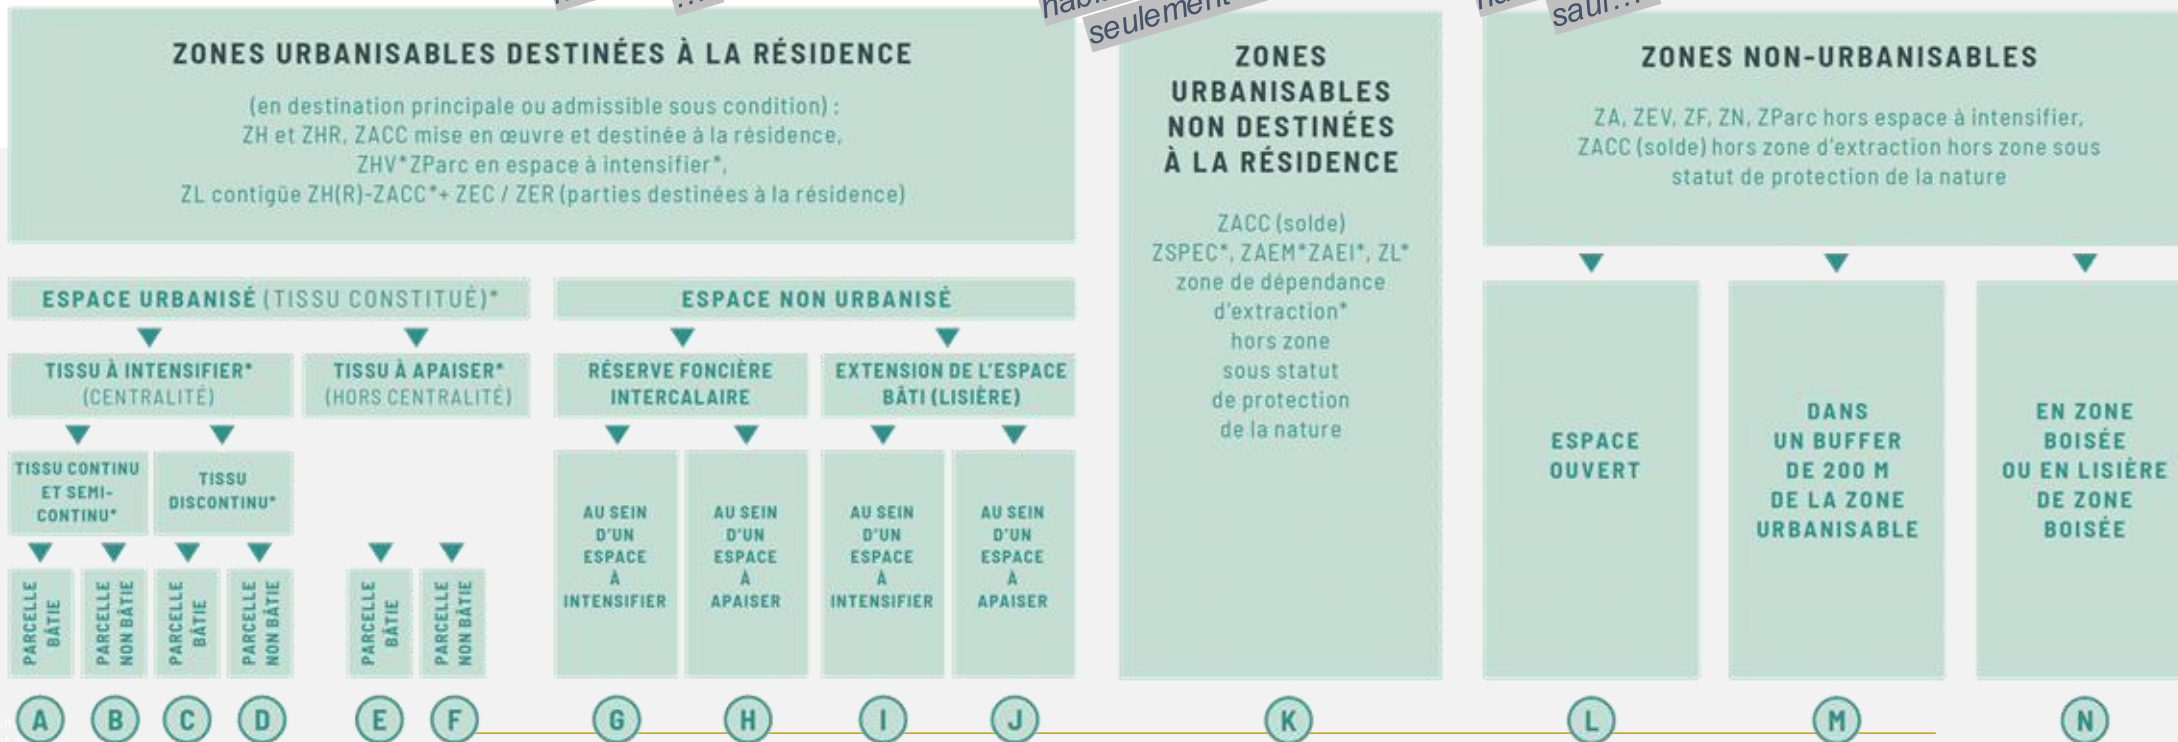 seulement
sauf...
ZONES URBANISABLES DESTINÉES À LA RÉSIDENCE
(en destination principale ou admissible sous condition) :
ZH et ZHR, ZACC mise en œuvre et destinée à la résidence,
ZHV*ZParc en espace à intensifier*,
ZL contigüe ZH(R)-ZACC*+ ZEC / ZER (parties destinées à la résidence)
ESPACE URBANISÉ (TISSU CONSTITUÉ)*
ESPACE NON URBANISÉ
TISSU À INTENSIFIER*
(CENTRALITÉ)
TISSU À APAISER*
(HORS CENTRALITÉ)
RÉSERVE FONCIÈRE
INTERCALAIRE
EXTENSION DE L'ESPACE
BÂTI (LISIÈRE)
TISSU CONTINU
ET SEMI-
CONTINU*
TISSU
DISCONTINU*
PARCELLE
BÂTIE
PARCELLE
NON BÂTIE
PARCELLE
BÂTIE
PARCELLE
NON BÂTIE
PARCELLE
BÂTIE
PARCELLE
NON BÂTIE
AU SEIN
D'UN
ESPACE
À
INTENSIFIER
AU SEIN
D'UN
ESPACE
À
APAISER
AU SEIN
D'UN
ESPACE
À
INTENSIFIER
AU SEIN
D'UN
ESPACE
À
APAISER
A
B
C
D
E
F
G
H
I
J
ZONES
URBANISABLES
NON DESTINÉES
À LA RÉSIDENCE
ZACC (solde)
ZSPEC*, ZAEM*ZAEI*, ZL*
zone de dépendance
d'extraction*
hors zone
sous statut
de protection
de la nature
K
ZONES NON-URBANISABLES
ZA, ZEV, ZF, ZN, ZParc hors espace à intensifier,
ZACC (solde) hors zone d'extraction hors zone sous
statut de protection de la nature
ESPACE
OUVERT
DANS
UN BUFFER
DE 200 M
DE LA ZONE
URBANISABLE
EN ZONE
BOISÉE
OU EN LISIÈRE
DE ZONE
BOISÉE
L
M
N